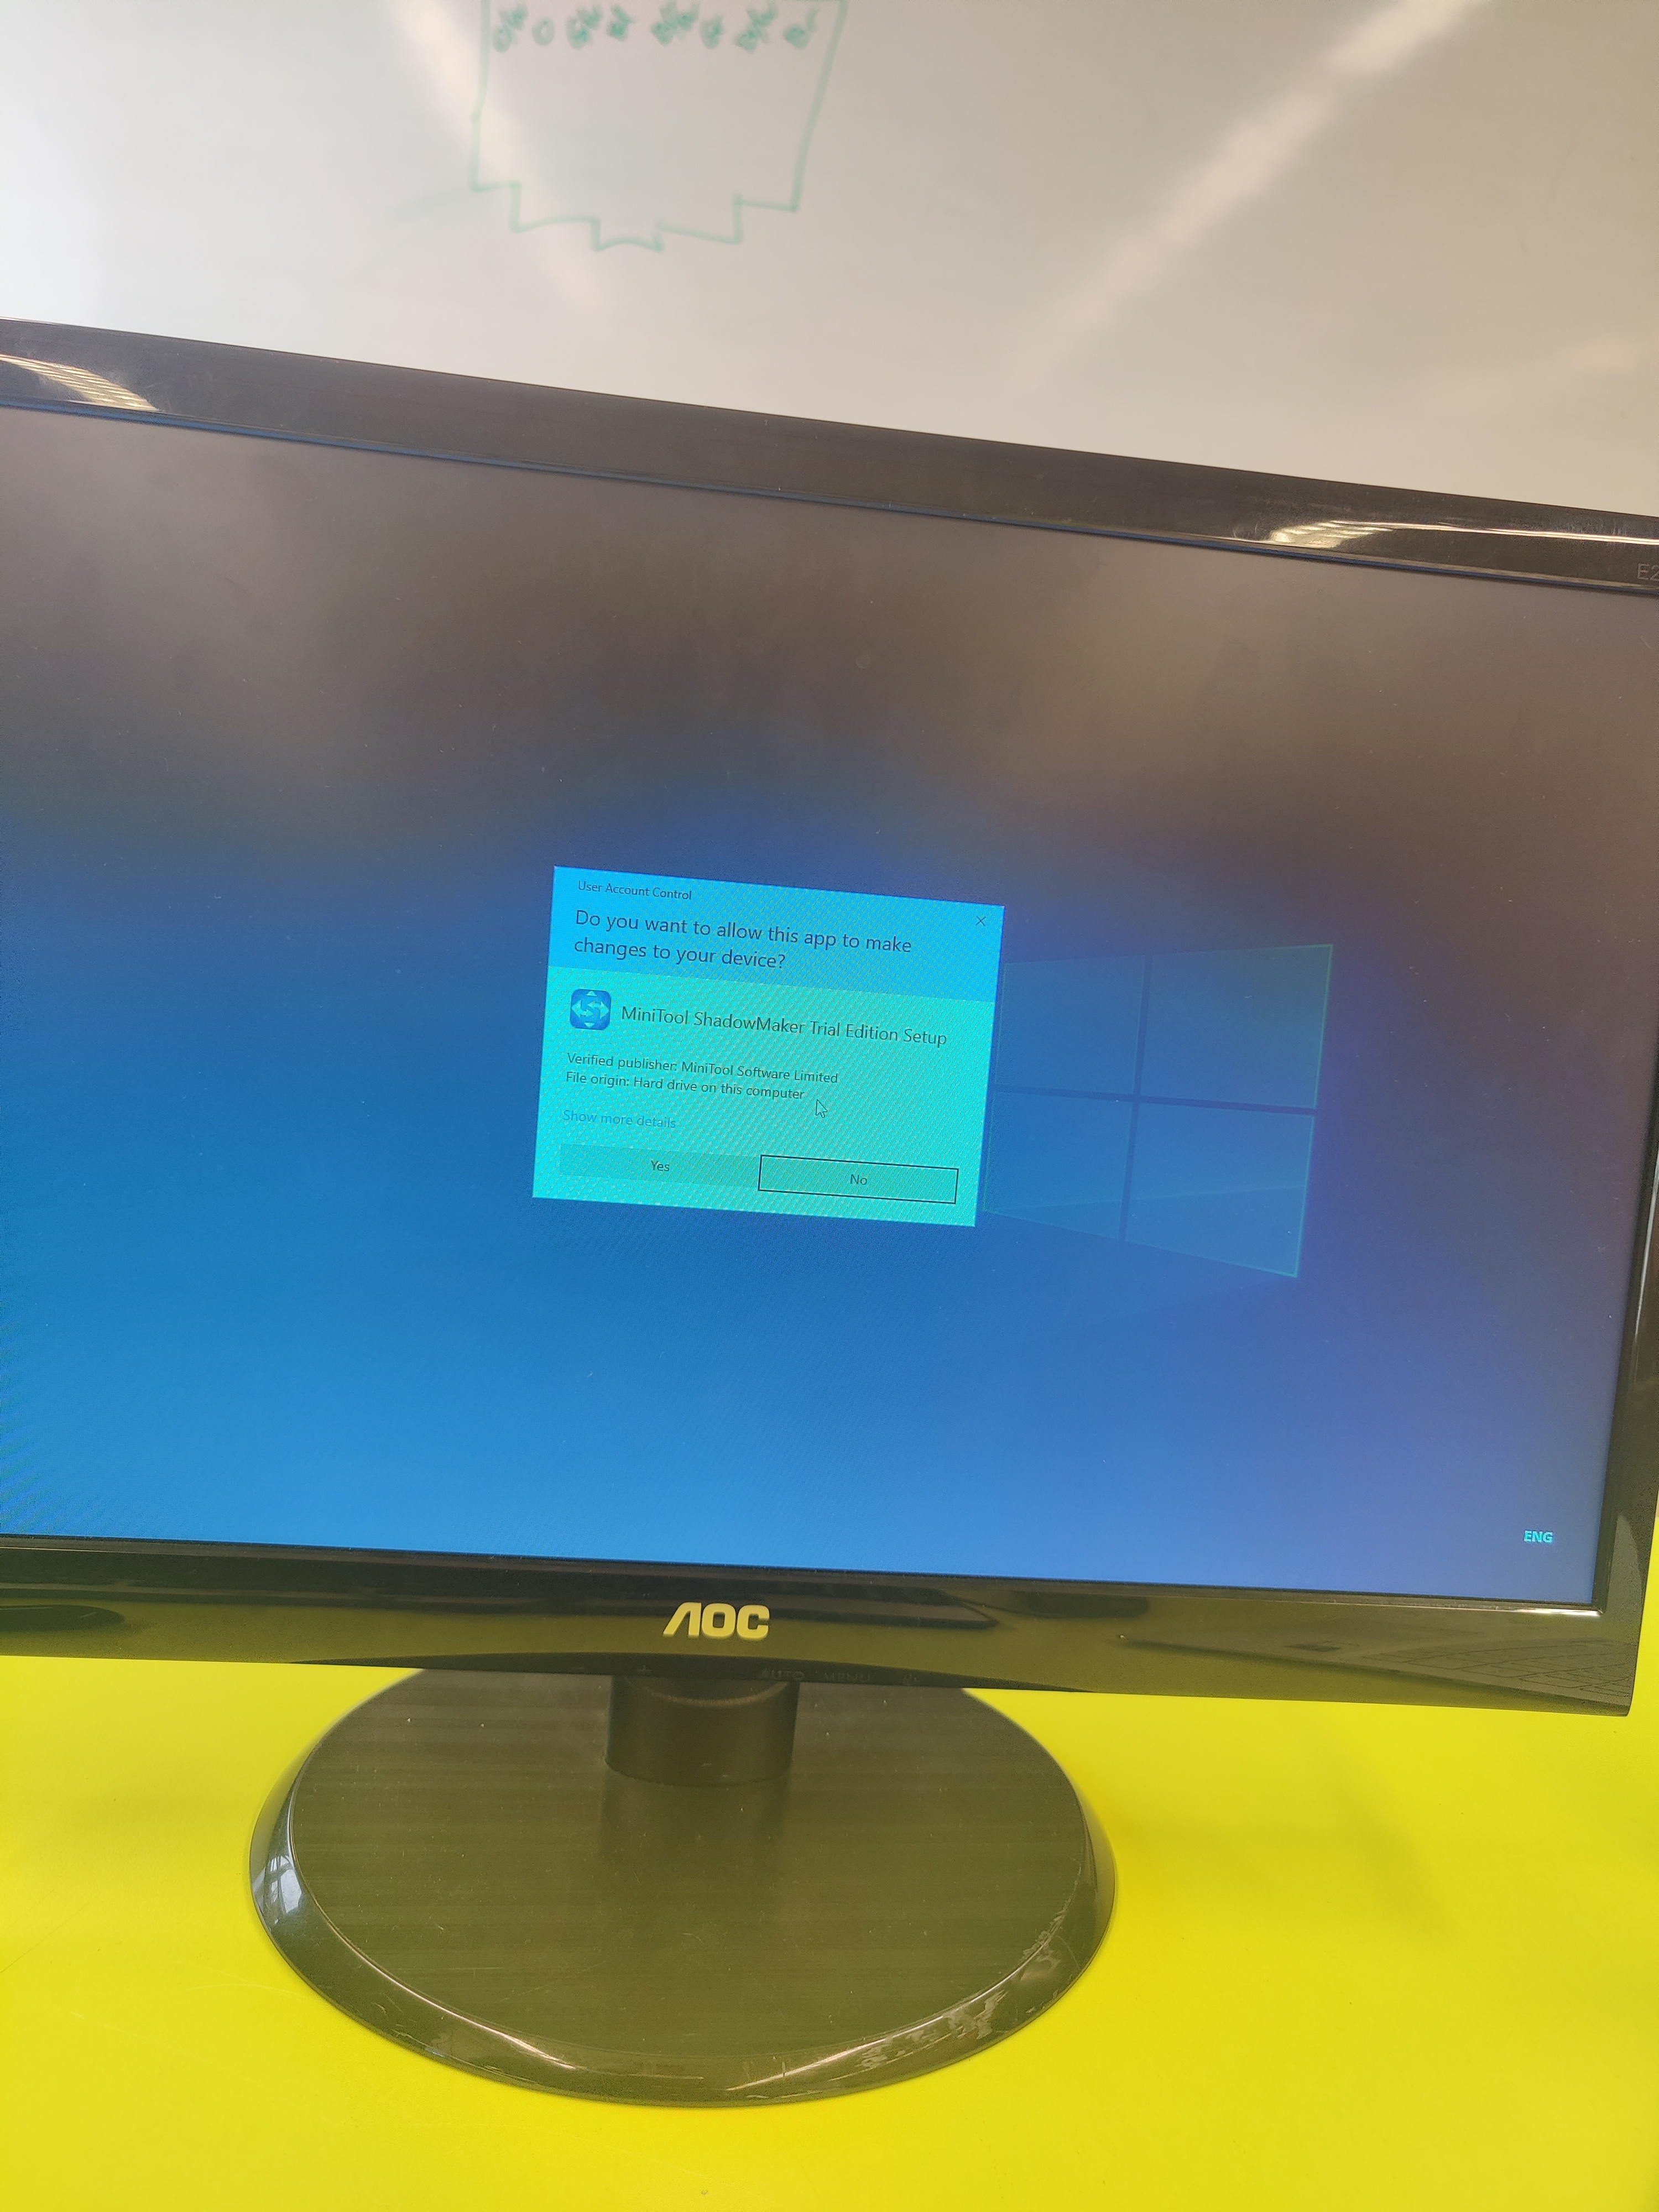 User Account Control
Do you want to allow this app to make
changes to your device?
MiniTool ShadowMaker Trial Edition Setup
Verified publisher: MiniTool Software Limited
File origin: Hard drive on this computer
Show more details
Yes
No
ENG
AOC
AUTO MENU